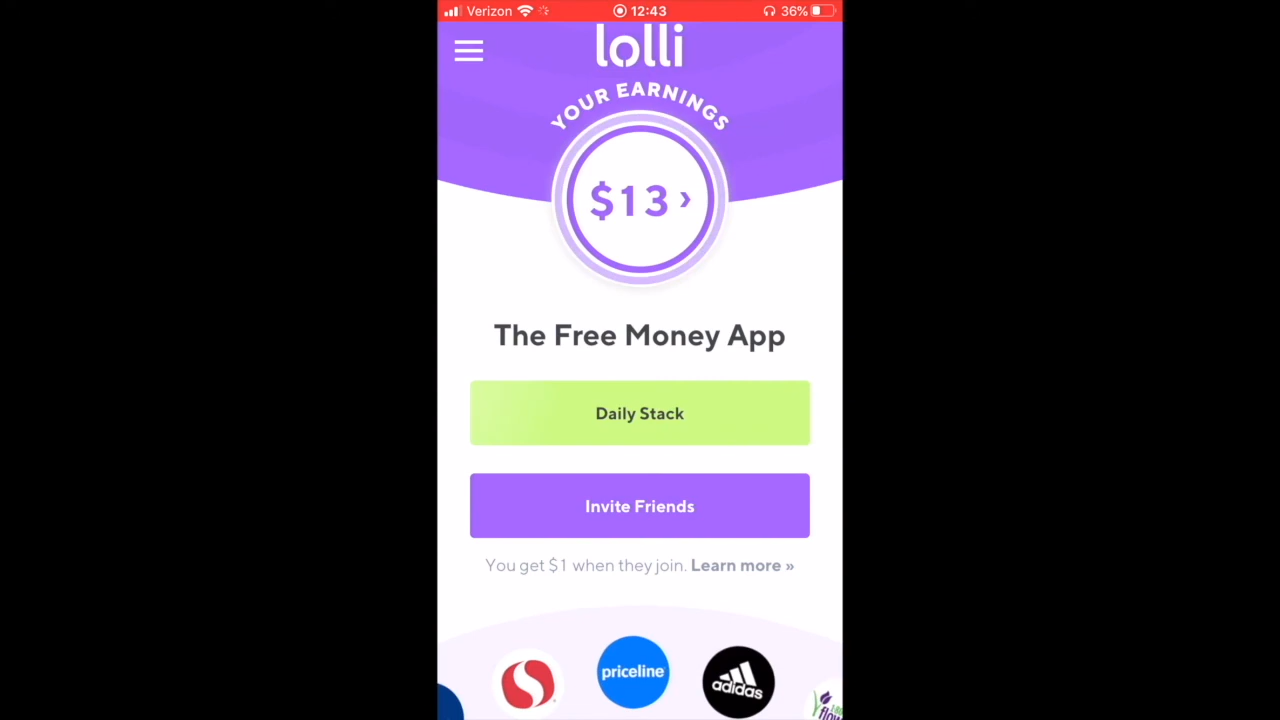 Verizon 12:43 36%
lolli
YOUR EARNINGS
$13 ›
The Free Money App
Daily Stack
Invite Friends
You get $1 when they join. Learn more »
priceline
adidas
flow